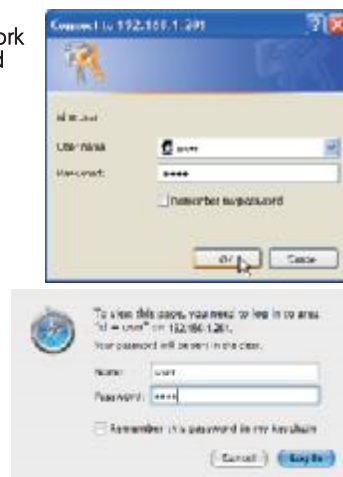 ork
d
Connect to 192.168.1.201
id = user
User name:
user
Password:
••••
Remember my password
OK
Cancel
To view this page, you need to log in to area
"id = user" on 192.168.1.201.
Your password will be sent in the clear.
Name:
user
Password:
••••
Remember this password in my keychain
Cancel
Log In